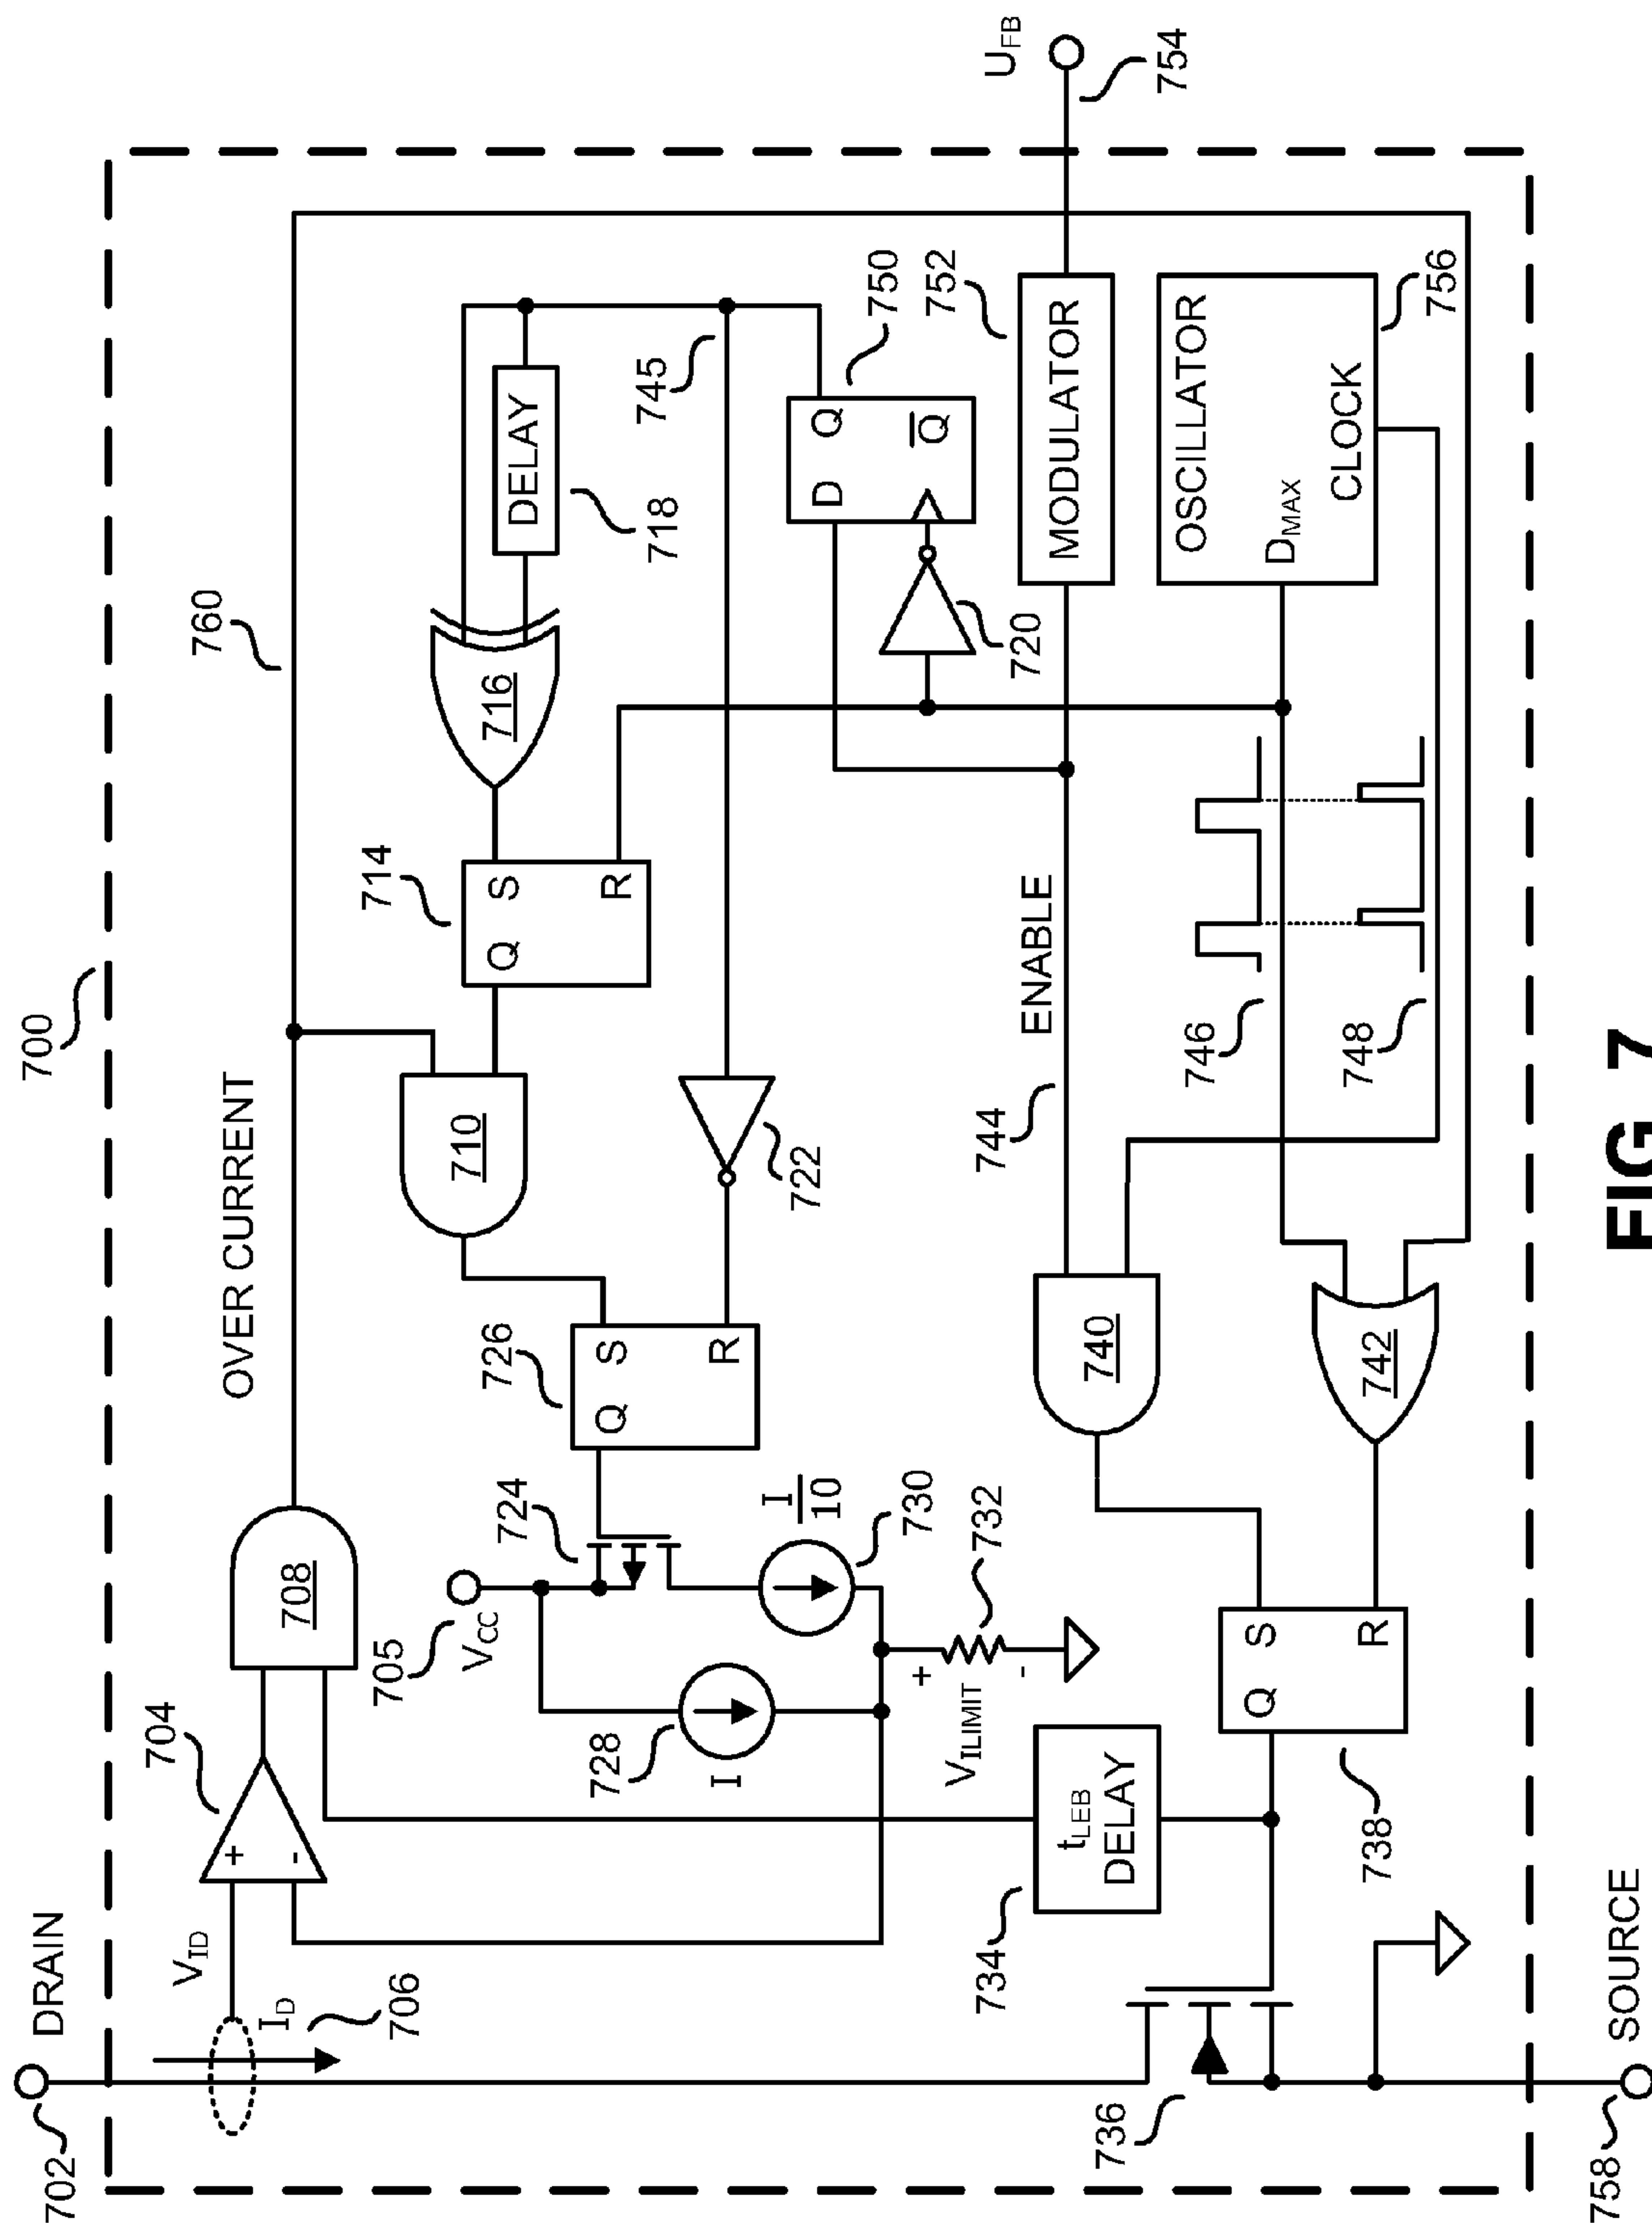 700
702
DRAIN
V_ID
I_D
706
704
+
-
708
OVER CURRENT
760
705
V_CC
724
I/10
730
728
I
732
+
V_ILIMIT
-
726
Q S
R
710
714
Q S
R
716
DELAY
718
745
722
750
D Q
Q̅
720
752
MODULATOR
U_FB
754
ENABLE
744
746
748
OSCILLATOR
D_MAX
CLOCK
756
740
742
734
t_LEB
DELAY
736
738
Q S
R
758
SOURCE
FIG 7